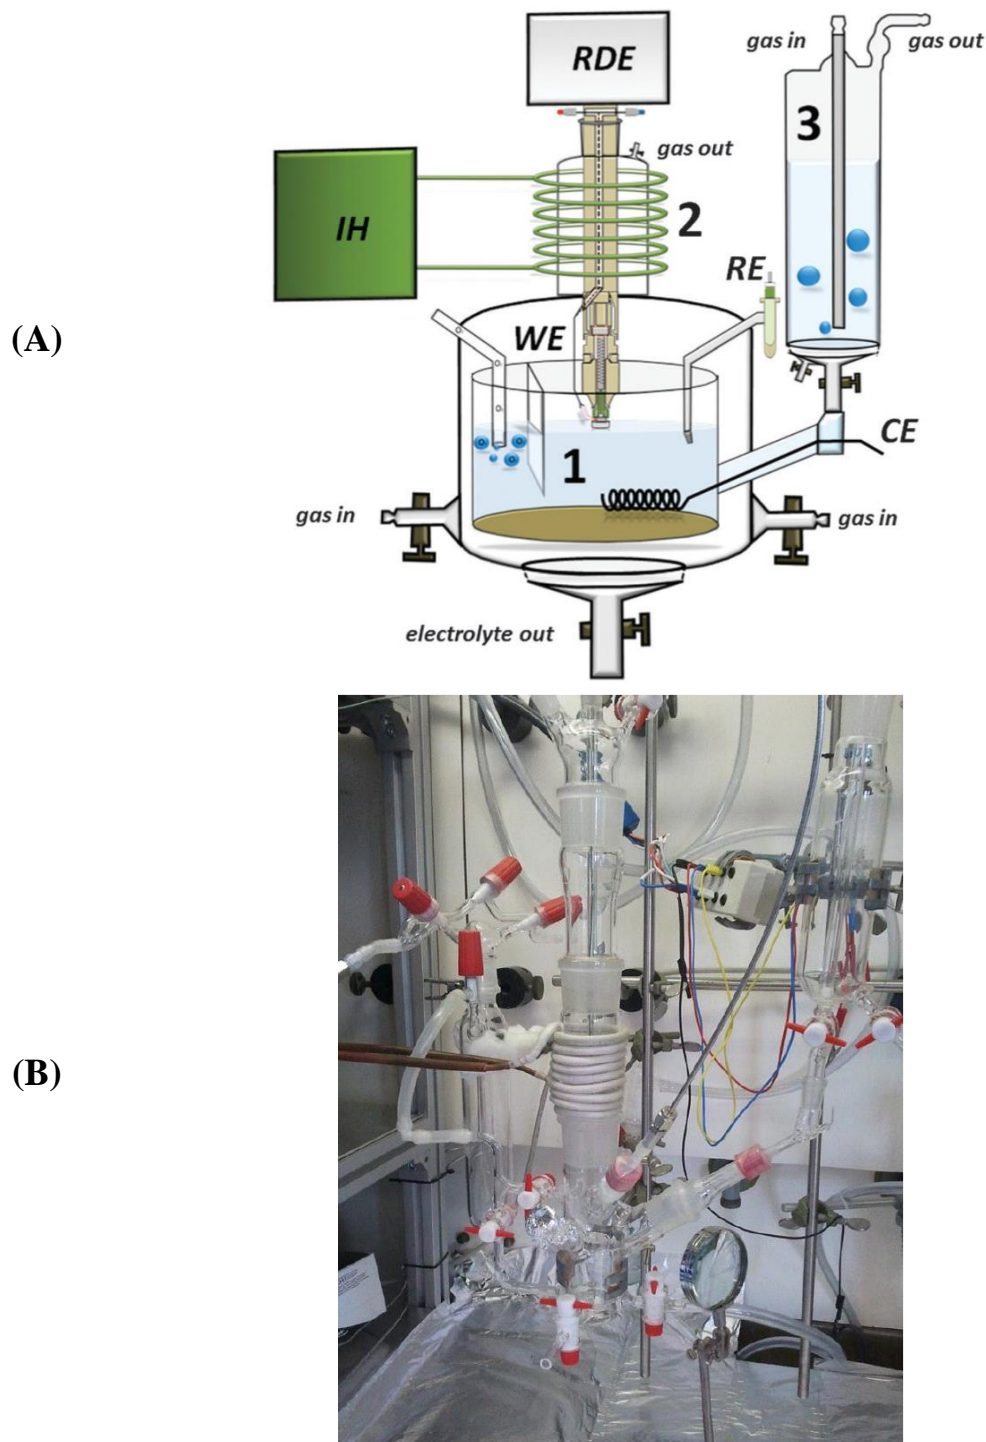 RDE
gas in
gas out
3
gas out
IH
2
RE
(A)
WE
1
CE
gas in
gas in
electrolyte out
(B)